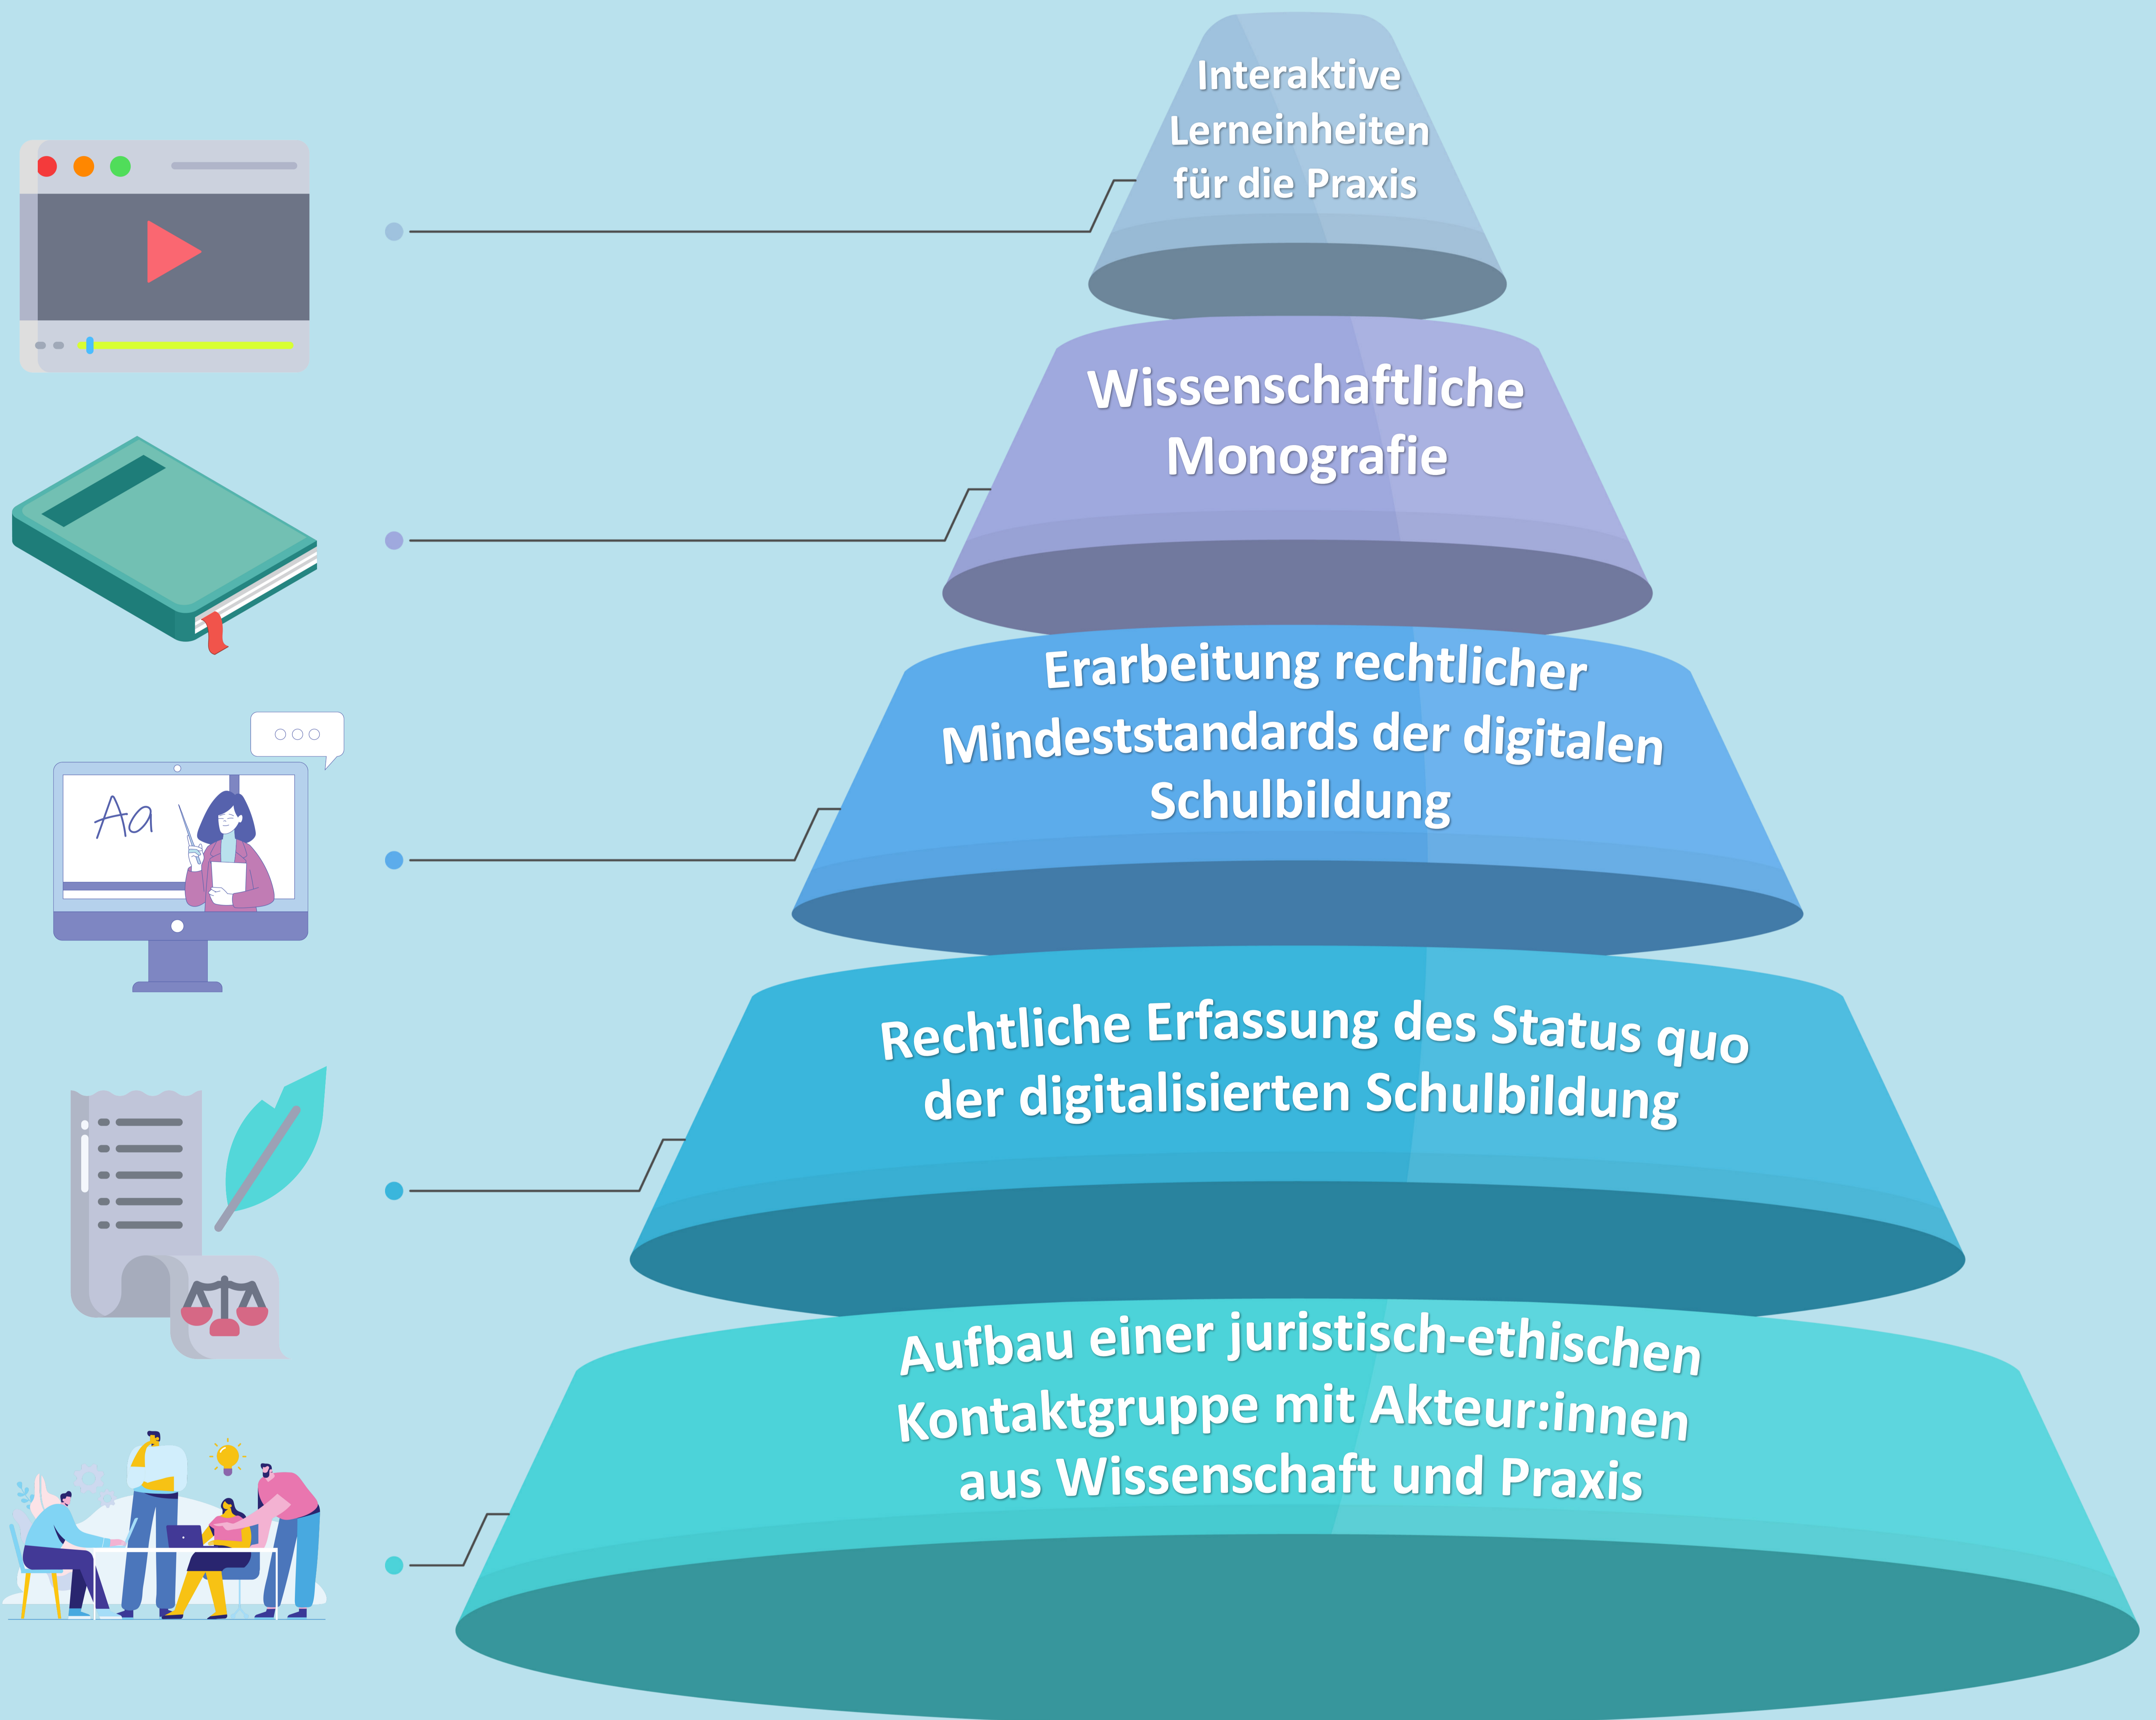 Interaktive
Lerneinheiten
für die Praxis
Wissenschaftliche
Monografie
Erarbeitung rechtlicher
Mindeststandards der digitalen
Schulbildung
Aa
Rechtliche Erfassung des Status quo
der digitalisierten Schulbildung
Aufbau einer juristisch-ethischen
Kontaktgruppe mit Akteur:innen
aus Wissenschaft und Praxis